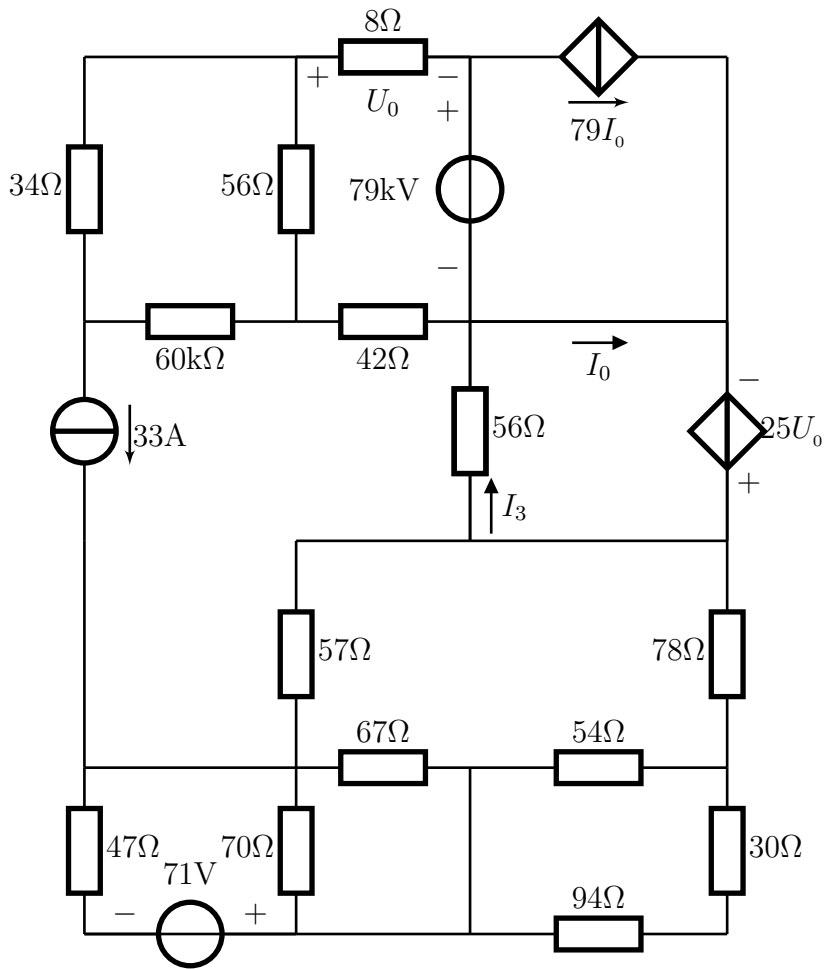 8Ω
+ −
U₀
+
79I₀
34Ω
56Ω
79kV
−
60kΩ
42Ω
I₀
−
33A
56Ω
25U₀
+
I₃
57Ω
78Ω
67Ω
54Ω
47Ω
70Ω
30Ω
71V
− +
94Ω